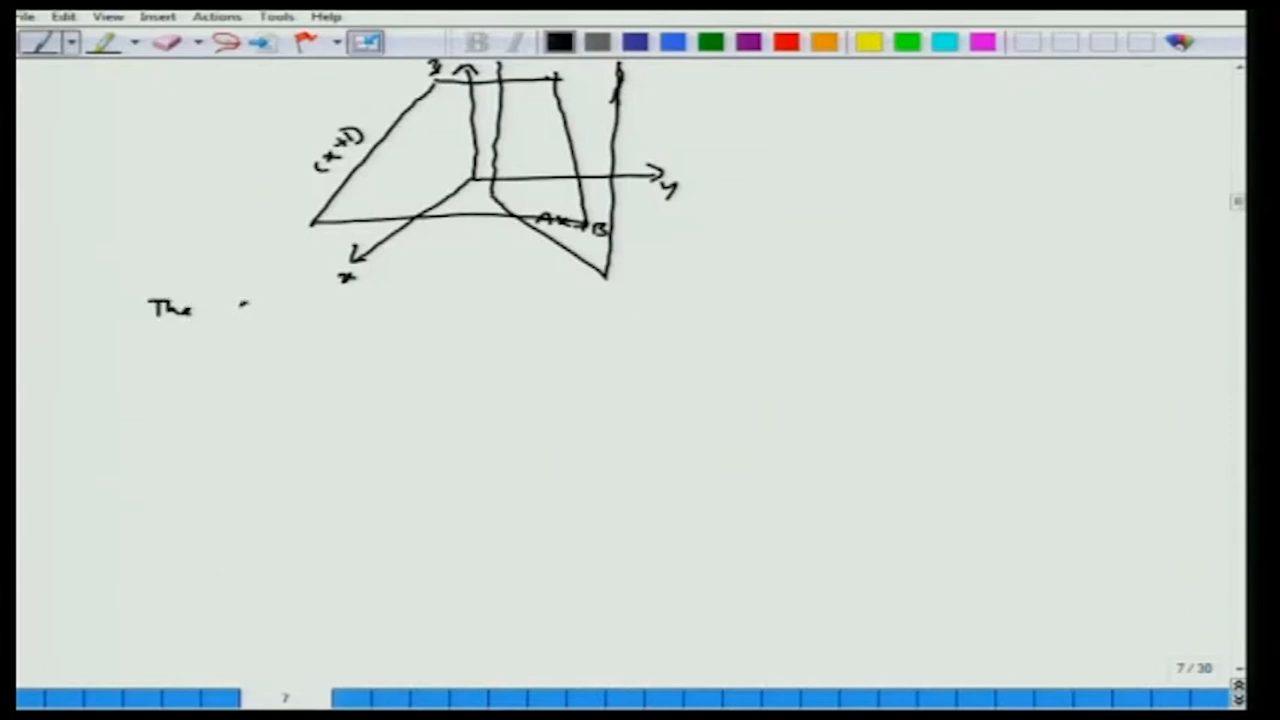 File Edit View Insert Actions Tools Help
B I
z
(x+1)
y
Ax+B
x
The
7 / 30
7